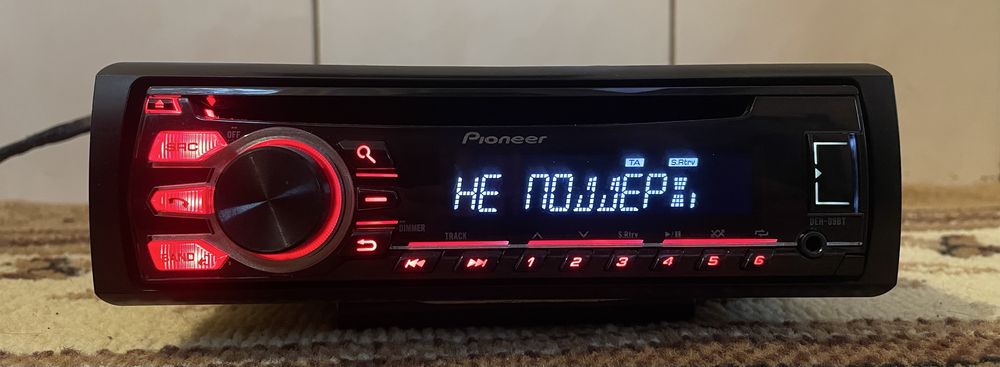 SRC OFF
Pioneer
TA S.Rtrv
НЕ ПОДДЕР
DEH-09BT
BAND
DIMMER TRACK S.Rtrv
1 2 3 4 5 6